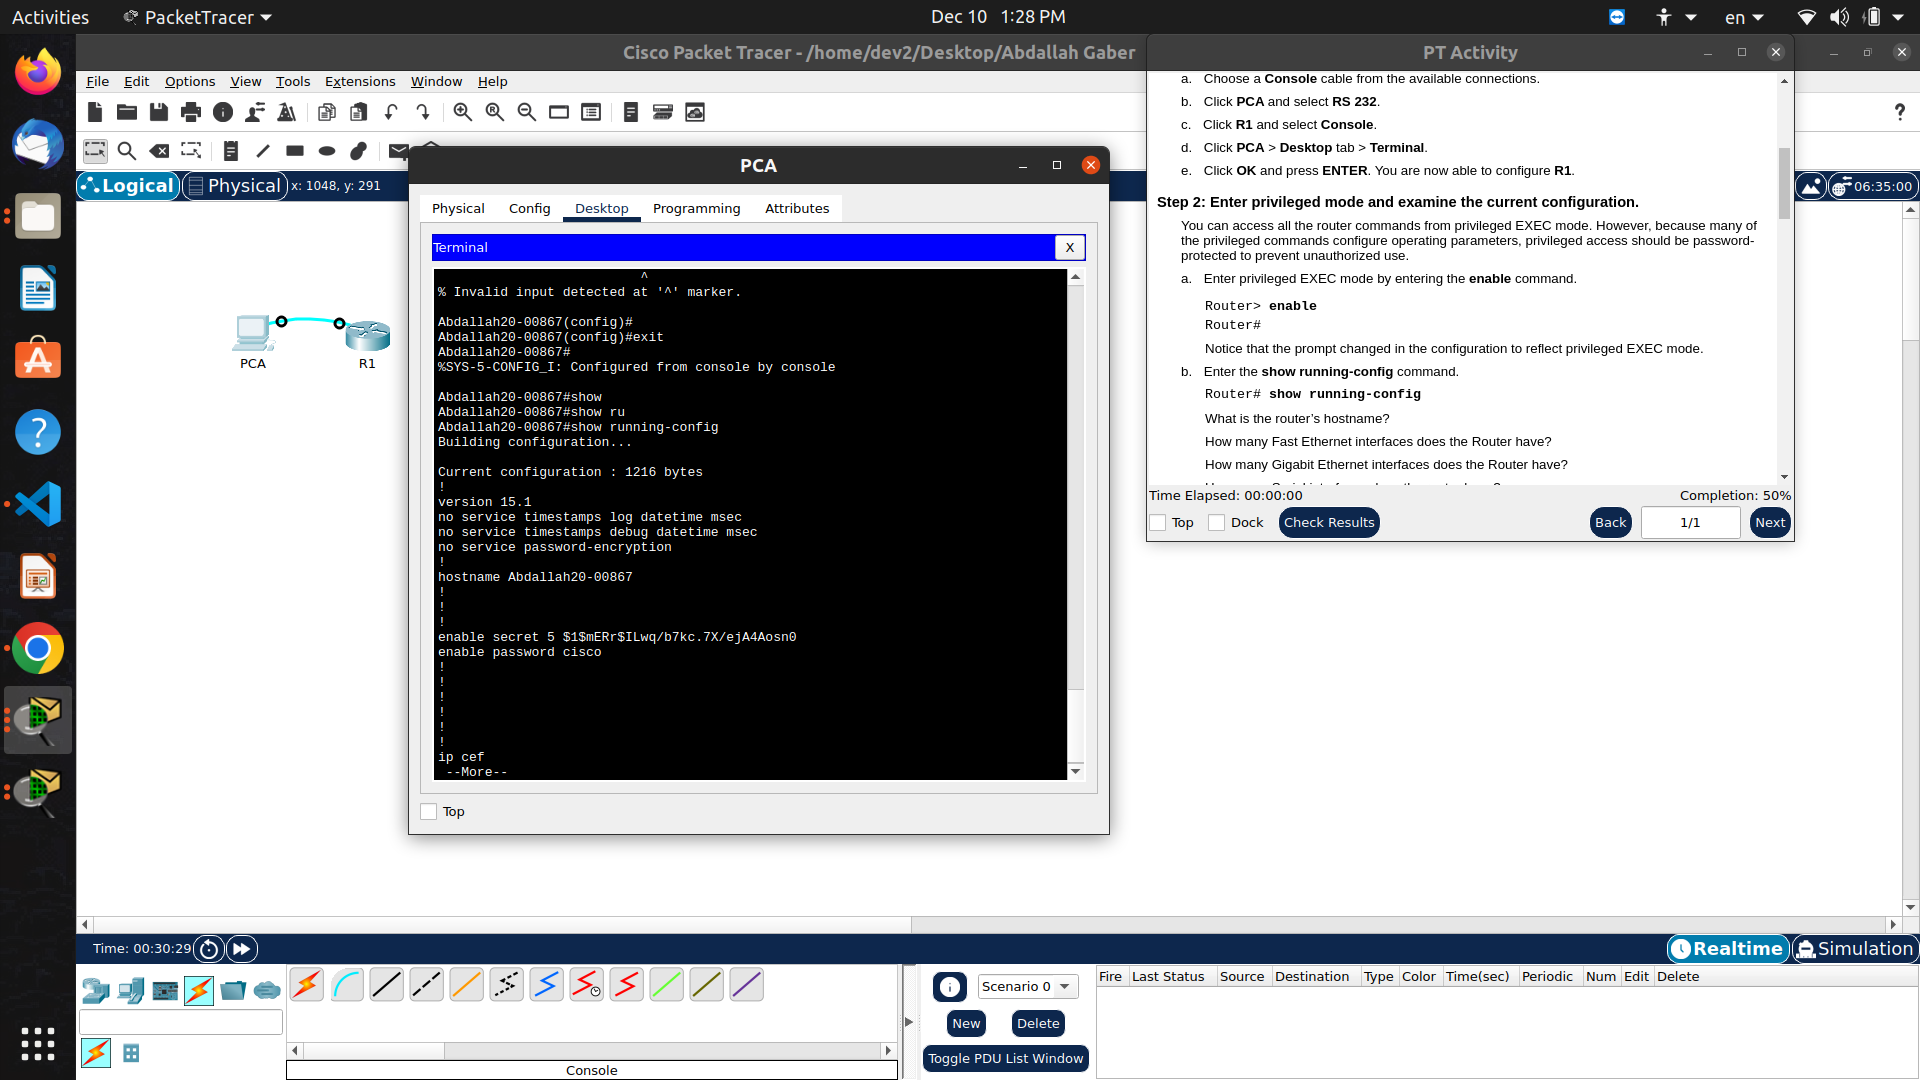 Activities
PacketTracer
Dec 10 1:28 PM
en
Cisco Packet Tracer - /home/dev2/Desktop/Abdallah Gaber
File Edit Options View Tools Extensions Window Help
?
Logical
Physical
x: 1048, y: 291
06:35:00
PCA
R1
PCA
Physical Config Desktop Programming Attributes
Terminal
X
^
% Invalid input detected at '^' marker.
Abdallah20-00867(config)#
Abdallah20-00867(config)#exit
Abdallah20-00867#
%SYS-5-CONFIG_I: Configured from console by console
Abdallah20-00867#show
Abdallah20-00867#show ru
Abdallah20-00867#show running-config
Building configuration...
Current configuration : 1216 bytes
!
version 15.1
no service timestamps log datetime msec
no service timestamps debug datetime msec
no service password-encryption
!
hostname Abdallah20-00867
!
!
!
enable secret 5 $1$mERr$ILwq/b7kc.7X/ejA4Aosn0
enable password cisco
!
!
!
!
!
!
ip cef
--More--
Top
PT Activity
a. Choose a Console cable from the available connections.
b. Click PCA and select RS 232.
c. Click R1 and select Console.
d. Click PCA > Desktop tab > Terminal.
e. Click OK and press ENTER. You are now able to configure R1.
Step 2: Enter privileged mode and examine the current configuration.
You can access all the router commands from privileged EXEC mode. However, because many of
the privileged commands configure operating parameters, privileged access should be password-
protected to prevent unauthorized use.
a. Enter privileged EXEC mode by entering the enable command.
Router> enable
Router#
Notice that the prompt changed in the configuration to reflect privileged EXEC mode.
b. Enter the show running-config command.
Router# show running-config
What is the router's hostname?
How many Fast Ethernet interfaces does the Router have?
How many Gigabit Ethernet interfaces does the Router have?
Time Elapsed: 00:00:00
Completion: 50%
Top
Dock
Check Results
Back
1/1
Next
Time: 00:30:29
Realtime
Simulation
Console
Scenario 0
New
Delete
Toggle PDU List Window
Fire Last Status Source Destination Type Color Time(sec) Periodic Num Edit Delete